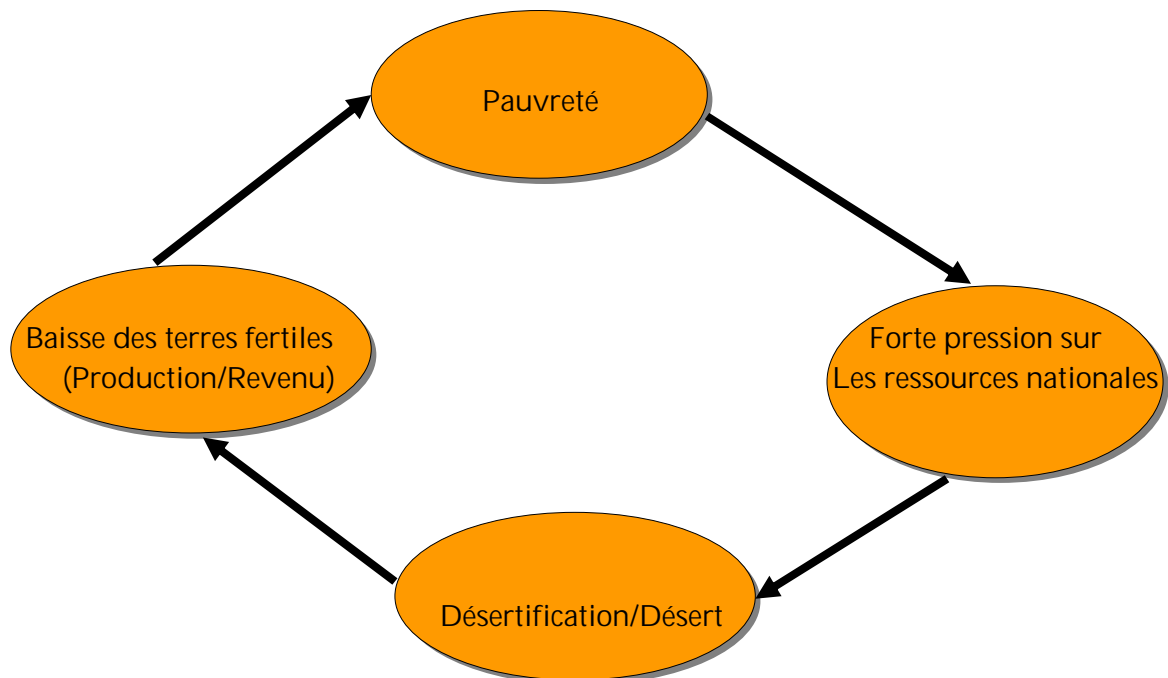 Pauvreté
Baisse des terres fertiles
(Production/Revenu)
Forte pression sur
Les ressources nationales
Désertification/Désert